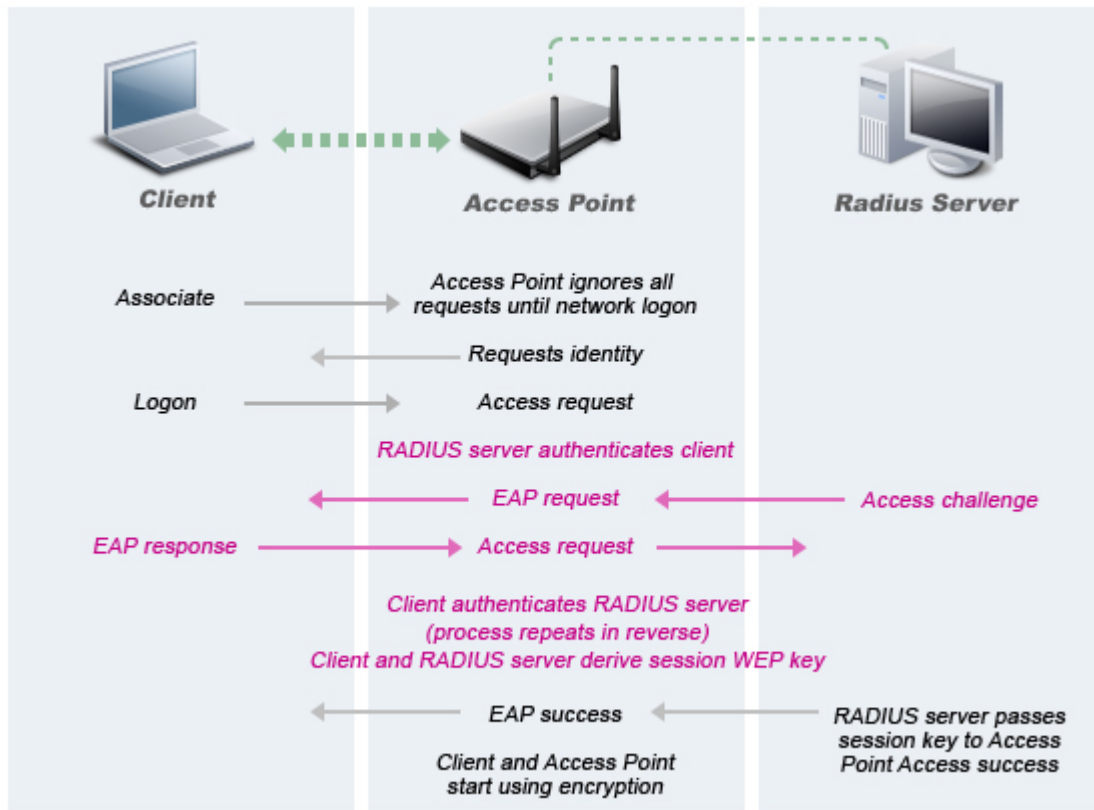 Client
Access Point
Radius Server
Associate
Access Point ignores all
requests until network logon
Requests identity
Logon
Access request
RADIUS server authenticates client
EAP request
Access challenge
EAP response
Access request
Client authenticates RADIUS server
(process repeats in reverse)
Client and RADIUS server derive session WEP key
EAP success
RADIUS server passes
session key to Access
Point Access success
Client and Access Point
start using encryption